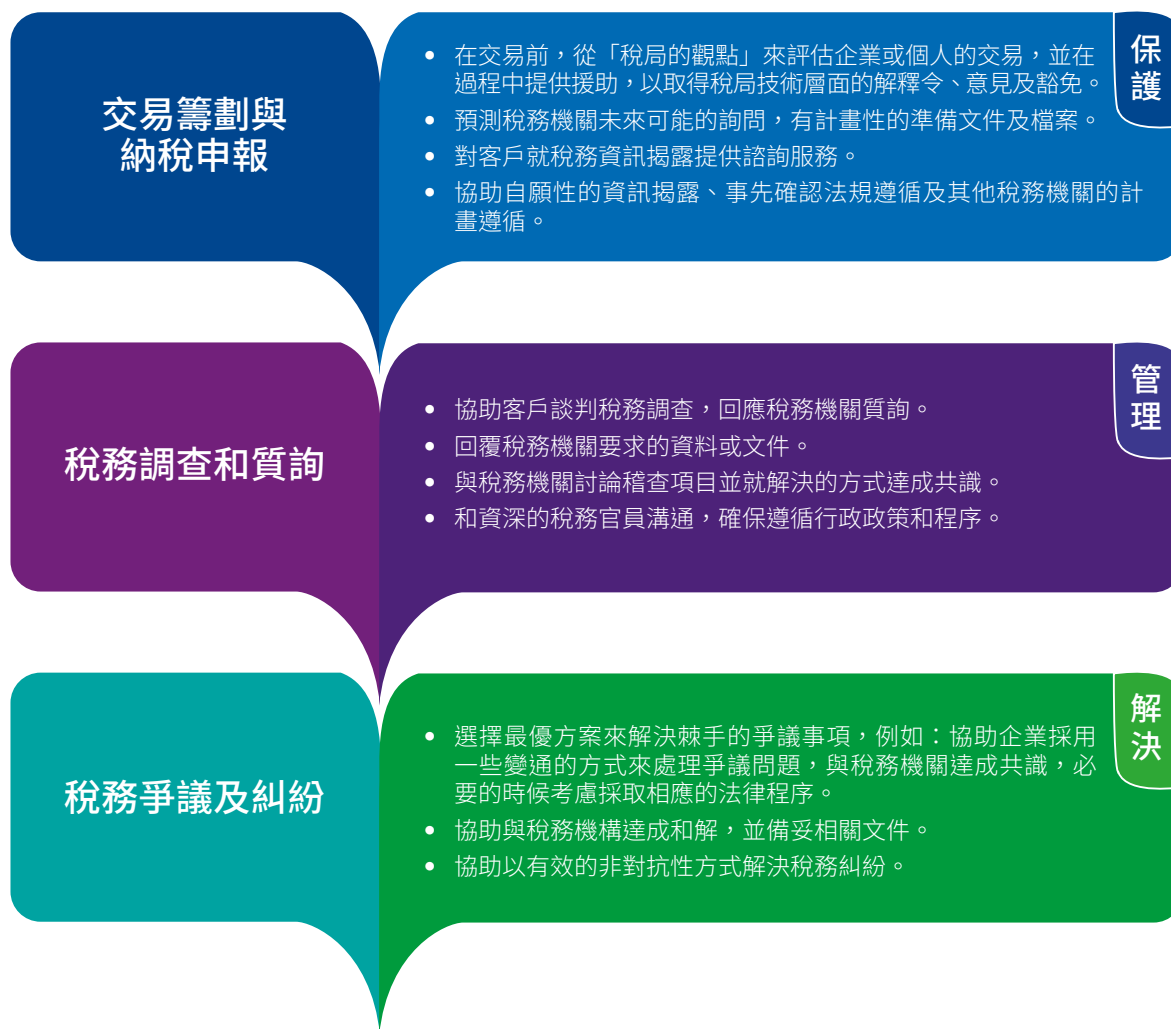 交易籌劃與
納稅申報
• 在交易前，從「稅局的觀點」來評估企業或個人的交易，並在
過程中提供援助，以取得稅局技術層面的解釋令、意見及豁免。
• 預測稅務機關未來可能的詢問，有計畫性的準備文件及檔案。
• 對客戶就稅務資訊揭露提供諮詢服務。
• 協助自願性的資訊揭露、事先確認法規遵循及其他稅務機關的計
畫遵循。
保護
稅務調查和質詢
• 協助客戶談判稅務調查，回應稅務機關質詢。
• 回覆稅務機關要求的資料或文件。
• 與稅務機關討論稽查項目並就解決的方式達成共識。
• 和資深的稅務官員溝通，確保遵循行政政策和程序。
管理
稅務爭議及糾紛
• 選擇最優方案來解決棘手的爭議事項，例如：協助企業採用
一些變通的方式來處理爭議問題，與稅務機關達成共識，必
要的時候考慮採取相應的法律程序。
• 協助與稅務機構達成和解，並備妥相關文件。
• 協助以有效的非對抗性方式解決稅務糾紛。
解決